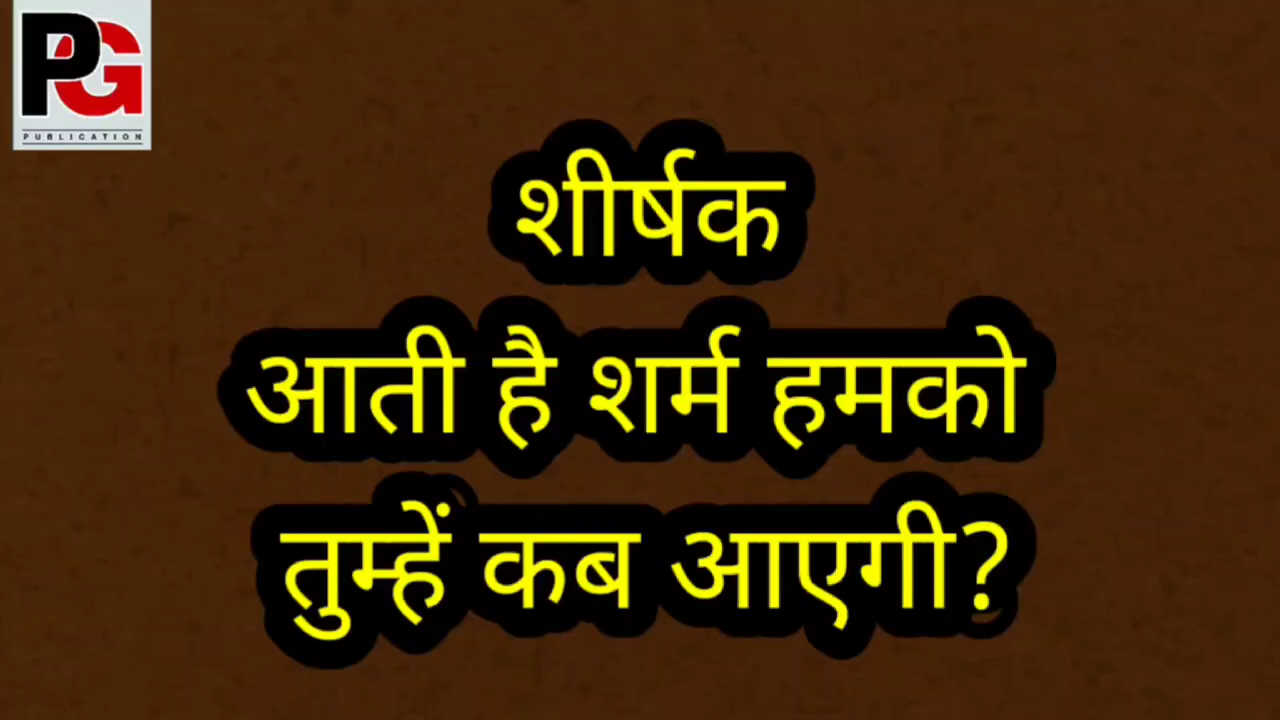 PG
PUBLICATION
शीर्षक
आती है शर्म हमको
तुम्हें कब आएगी?